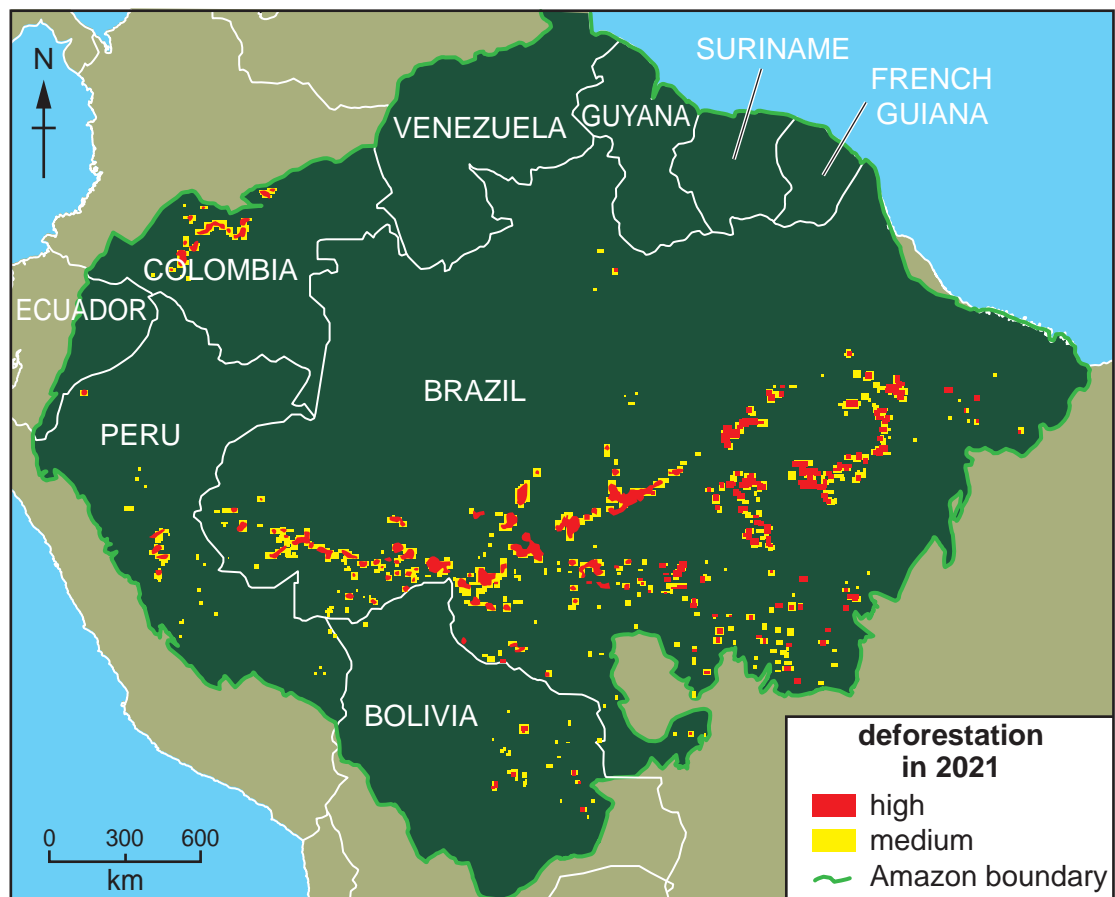 N
SURINAME
FRENCH
GUIANA
VENEZUELA
GUYANA
COLOMBIA
ECUADOR
BRAZIL
PERU
BOLIVIA
0 300 600
km
deforestation
in 2021
high
medium
Amazon boundary